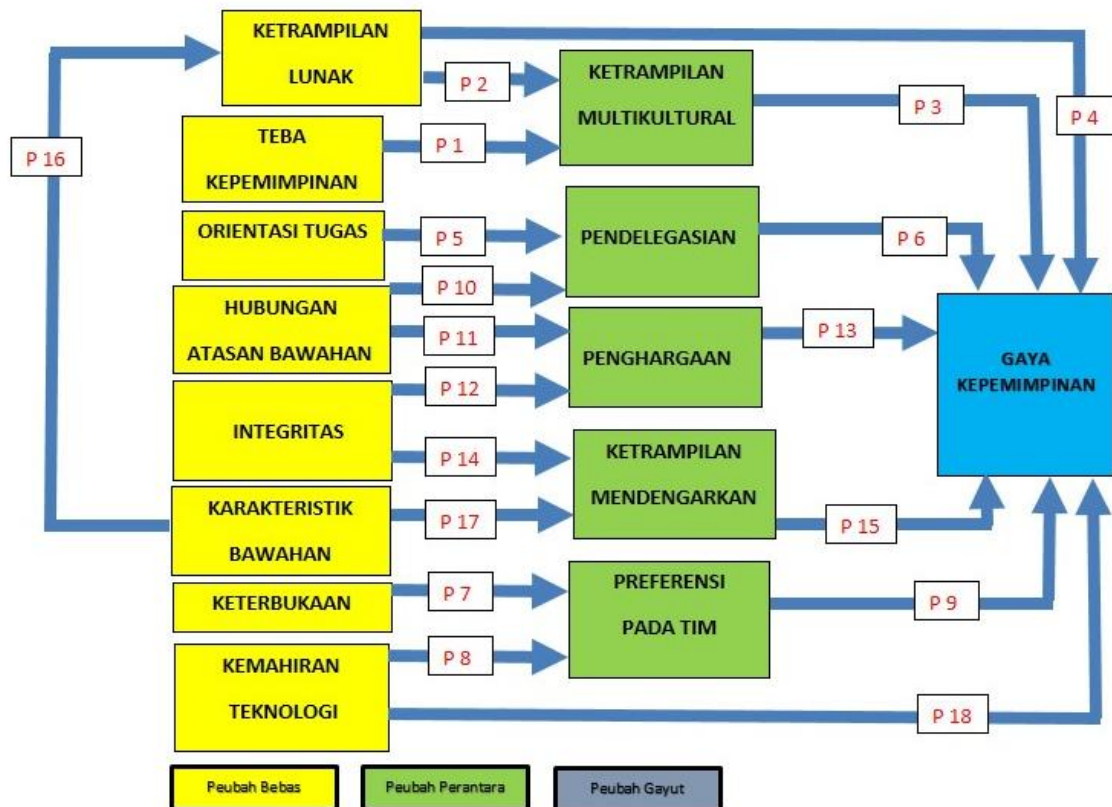 KETRAMPILAN
LUNAK
P 2
KETRAMPILAN
MULTIKULTURAL
P 3
P 4
P 16
TEBA
KEPEMIMPINAN
P 1
ORIENTASI TUGAS
P 5
PENDELEGASIAN
P 6
P 10
HUBUNGAN
ATASAN BAWAHAN
P 11
PENGHARGAAN
P 13
GAYA
KEPEMIMPINAN
P 12
INTEGRITAS
P 14
KETRAMPILAN
MENDENGARKAN
KARAKTERISTIK
BAWAHAN
P 17
P 15
KETERBUKAAN
P 7
PREFERENSI
PADA TIM
P 9
P 8
KEMAHIRAN
TEKNOLOGI
P 18
Peubah Bebas
Peubah Perantara
Peubah Gayut